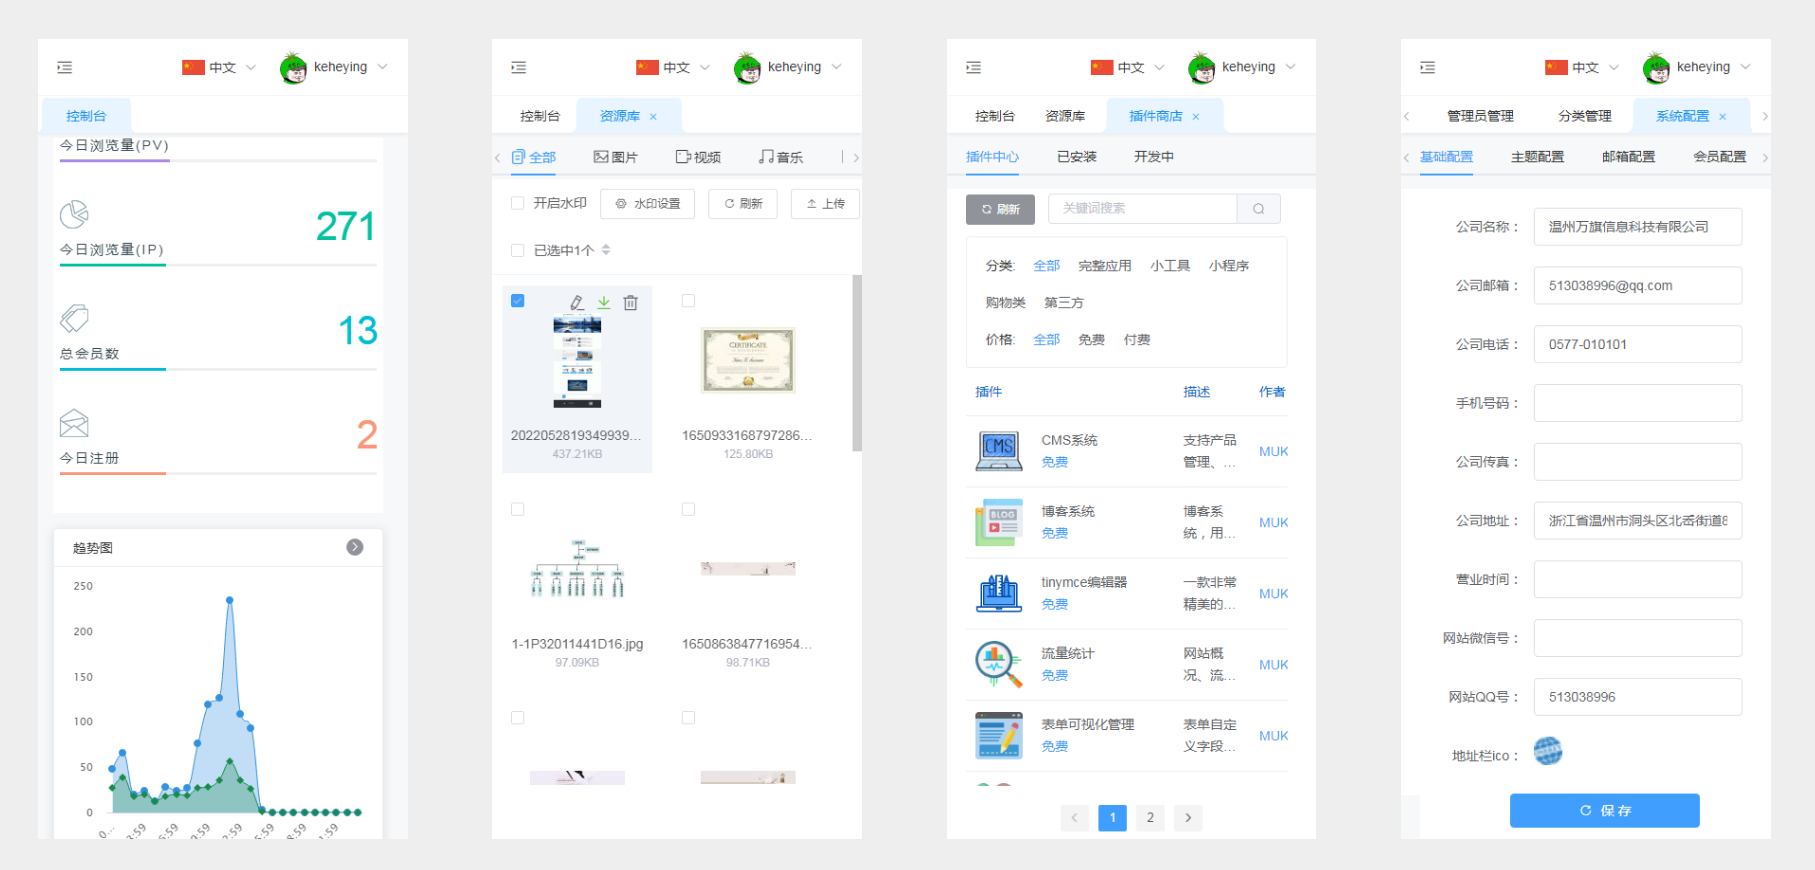 中文
keheying
控制台
今日浏览量(PV)
271
今日浏览量(IP)
13
总会员数
2
今日注册
趋势图
250
200
150
100
50
0
0...
中文
keheying
控制台
资源库
全部
图片
视频
音乐
开启水印
水印设置
刷新
上传
已选中1个
2022052819349939...
437.21KB
CERTIFICATE
1650933168797286...
125.80KB
1-1P32011441D16.jpg
97.09KB
1650863847716954...
98.71KB
中文
keheying
控制台
资源库
插件商店
插件中心
已安装
开发中
刷新
关键词搜索
分类: 全部 完整应用 小工具 小程序
购物类 第三方
价格: 全部 免费 付费
插件 描述 作者
CMS
CMS系统
免费
支持产品
管理、...
MUK
BLOG
博客系统
免费
博客系
统，用...
MUK
tinymce编辑器
免费
一款非常
精美的...
MUK
流量统计
免费
网站概
况、流...
MUK
表单可视化管理
免费
表单自定
义字段...
MUK
1
2
中文
keheying
管理员管理
分类管理
系统配置
基础配置
主题配置
邮箱配置
会员配置
公司名称： 温州万旗信息科技有限公司
公司邮箱： 513038996@qq.com
公司电话： 0577-010101
手机号码：
公司传真：
公司地址： 浙江省温州市洞头区北岙街道
营业时间：
网站微信号：
网站QQ号： 513038996
地址栏ico：
保存